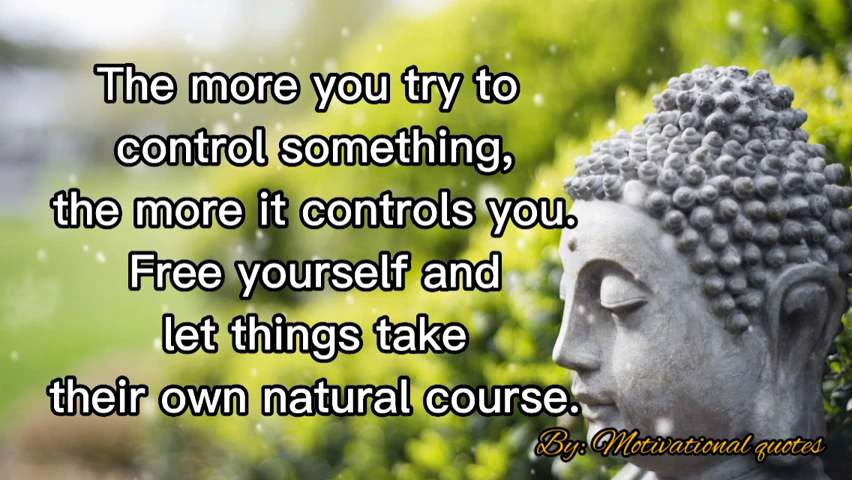 The more you try to
control something,
the more it controls you.
Free yourself and
let things take
their own natural course.
By: Motivational quotes